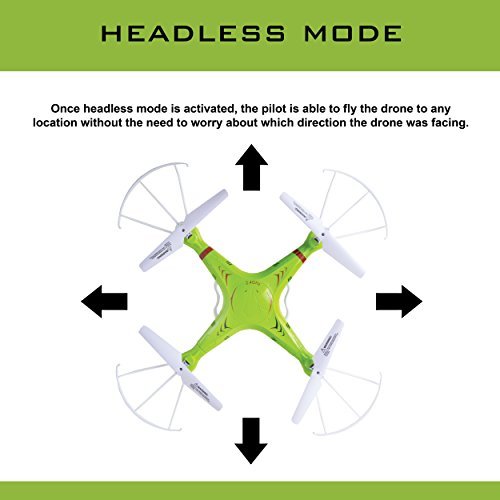 HEADLESS MODE
Once headless mode is activated, the pilot is able to fly the drone to any
location without the need to worry about which direction the drone was facing.